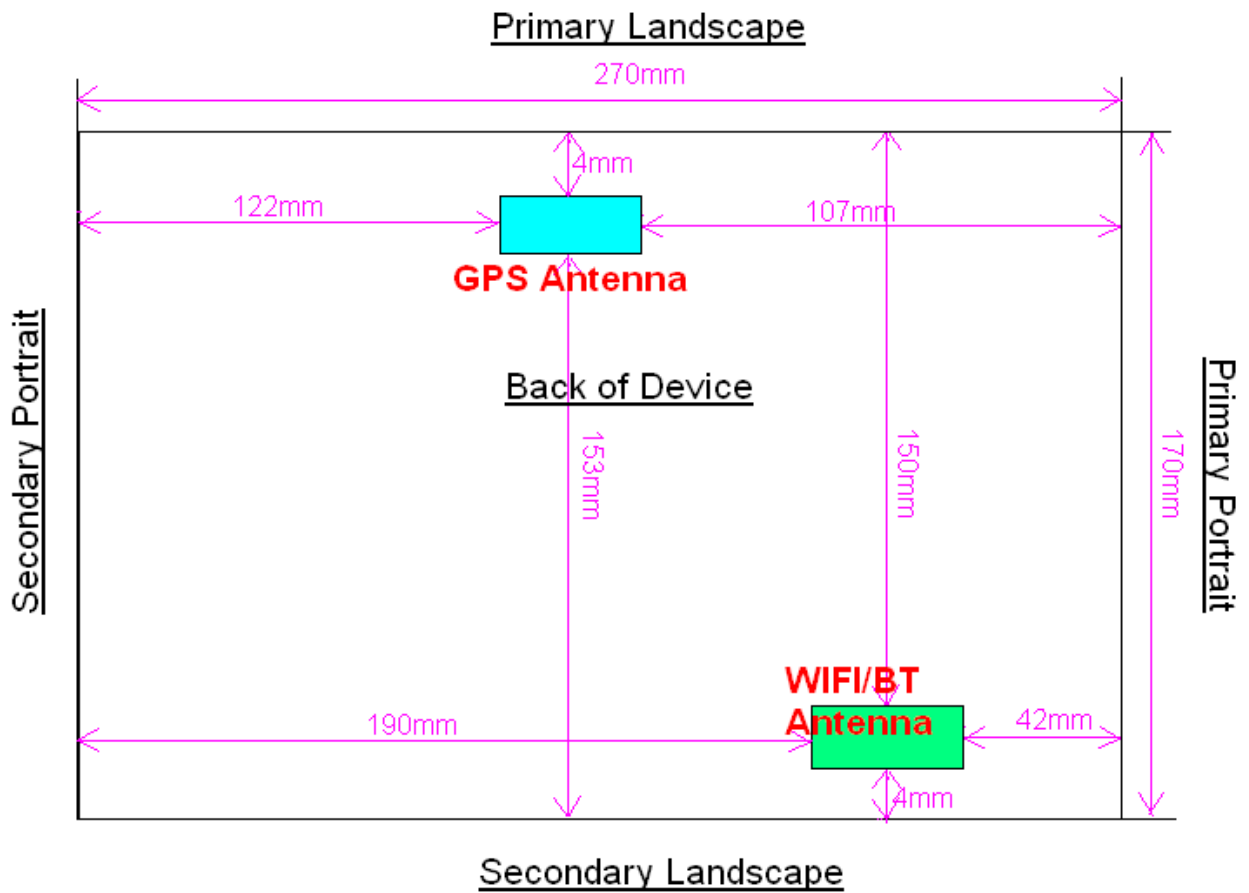 Primary Landscape
270mm
4mm
122mm
107mm
GPS Antenna
Secondary Portrait
Back of Device
Primary Portrait
153mm
150mm
170mm
WIFI/BT
Antenna
190mm
42mm
4mm
Secondary Landscape